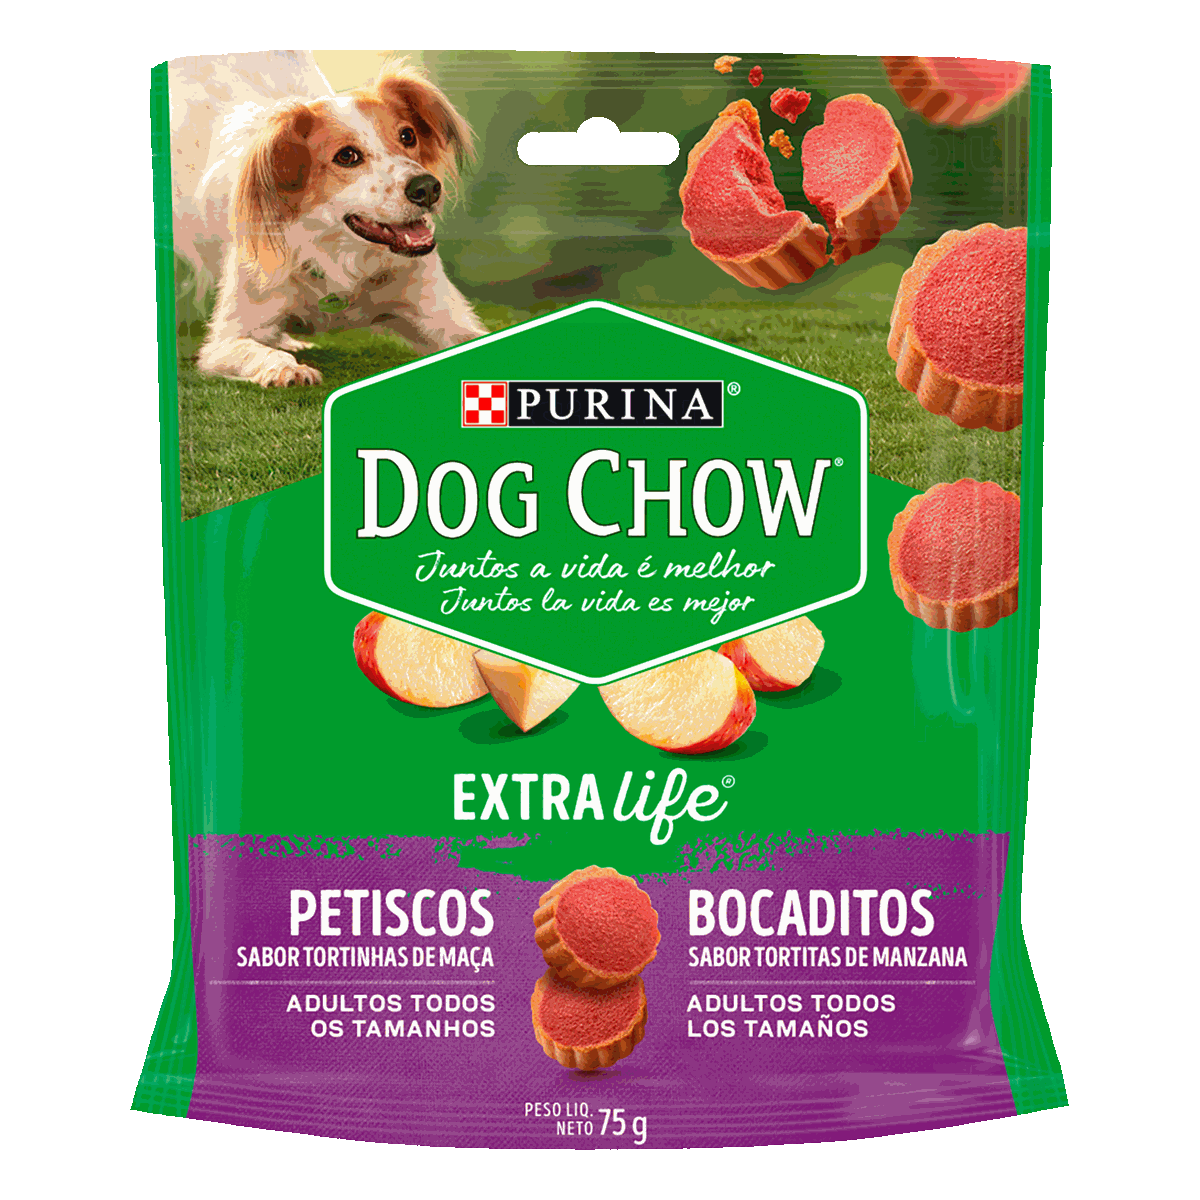 PURINA®
DOG CHOW®
Juntos a vida é melhor
Juntos la vida es mejor
EXTRA life®
PETISCOS
SABOR TORTINHAS DE MAÇA
ADULTOS TODOS
OS TAMANHOS
BOCADITOS
SABOR TORTITAS DE MANZANA
ADULTOS TODOS
LOS TAMAÑOS
PESO LIQ.
NETO 75 g